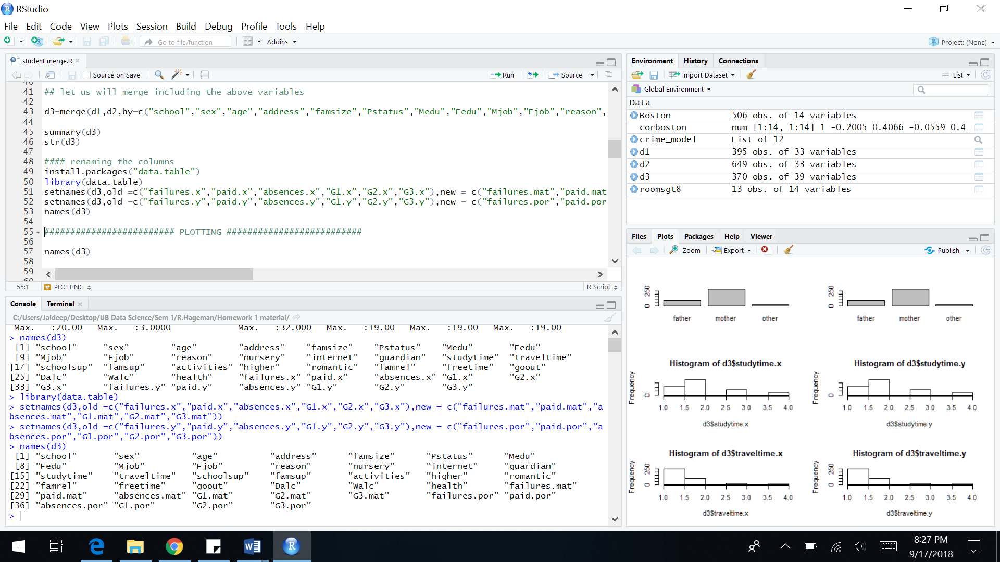 RStudio
File Edit Code View Plots Session Build Debug Profile Tools Help
Go to file/function Addins Project: (None)
student-merge.R
Source on Save Run Source
40
41 ## let us will merge including the above variables
42
43 d3=merge(d1,d2,by=c("school","sex","age","address","famsize","Pstatus","Medu","Fedu","Mjob","Fjob","reason",
44
45 summary(d3)
46 str(d3)
47
48 #### renaming the columns
49 install.packages("data.table")
50 library(data.table)
51 setnames(d3,old =c("failures.x","paid.x","absences.x","G1.x","G2.x","G3.x"),new = c("failures.mat","paid.mat
52 setnames(d3,old =c("failures.y","paid.y","absences.y","G1.y","G2.y","G3.y"),new = c("failures.por","paid.por
53 names(d3)
54
55 ######################### PLOTTING ##########################
56
57 names(d3)
58
59
60
55:1 # PLOTTING R Script
Console Terminal
C:/Users/Jaideep/Desktop/UB Data Science/Sem 1/R.Hageman/Homework 1 material/
Max. :20.00 Max. :3.0000 Max. :32.000 Max. :19.00 Max. :19.00 Max. :19.00
> names(d3)
[1] "school" "sex" "age" "address" "famsize" "Pstatus" "Medu" "Fedu"
[9] "Mjob" "Fjob" "reason" "nursery" "internet" "guardian" "studytime" "traveltime"
[17] "schoolsup" "famsup" "activities" "higher" "romantic" "famrel" "freetime" "goout"
[25] "Dalc" "Walc" "health" "failures.x" "paid.x" "absences.x" "G1.x" "G2.x"
[33] "G3.x" "failures.y" "paid.y" "absences.y" "G1.y" "G2.y" "G3.y"
> library(data.table)
> setnames(d3,old =c("failures.x","paid.x","absences.x","G1.x","G2.x","G3.x"),new = c("failures.mat","paid.mat","a
bsences.mat","G1.mat","G2.mat","G3.mat"))
> setnames(d3,old =c("failures.y","paid.y","absences.y","G1.y","G2.y","G3.y"),new = c("failures.por","paid.por","a
bsences.por","G1.por","G2.por","G3.por"))
> names(d3)
[1] "school" "sex" "age" "address" "famsize" "Pstatus" "Medu"
[8] "Fedu" "Mjob" "Fjob" "reason" "nursery" "internet" "guardian"
[15] "studytime" "traveltime" "schoolsup" "famsup" "activities" "higher" "romantic"
[22] "famrel" "freetime" "goout" "Dalc" "Walc" "health" "failures.mat"
[29] "paid.mat" "absences.mat" "G1.mat" "G2.mat" "G3.mat" "failures.por" "paid.por"
[36] "absences.por" "G1.por" "G2.por" "G3.por"
>
Environment History Connections
Import Dataset List
Global Environment
Data
Boston 506 obs. of 14 variables
corboston num [1:14, 1:14] 1 -0.2005 0.4066 -0.0559 0.4...
crime_model List of 12
d1 395 obs. of 33 variables
d2 649 obs. of 33 variables
d3 370 obs. of 39 variables
roomsgt8 13 obs. of 14 variables
Files Plots Packages Help Viewer
Zoom Export Publish
0 250 0 250
father mother other father mother other
Histogram of d3$studytime.x Histogram of d3$studytime.y
Frequency 0 Frequency 0
1.0 1.5 2.0 2.5 3.0 3.5 4.0 1.0 1.5 2.0 2.5 3.0 3.5 4.0
d3$studytime.x d3$studytime.y
Histogram of d3$traveltime.x Histogram of d3$traveltime.y
Frequency 0 250 Frequency 0 250
1.0 1.5 2.0 2.5 3.0 3.5 4.0 1.0 1.5 2.0 2.5 3.0 3.5 4.0
d3$traveltime.x d3$traveltime.y
8:27 PM
9/17/2018